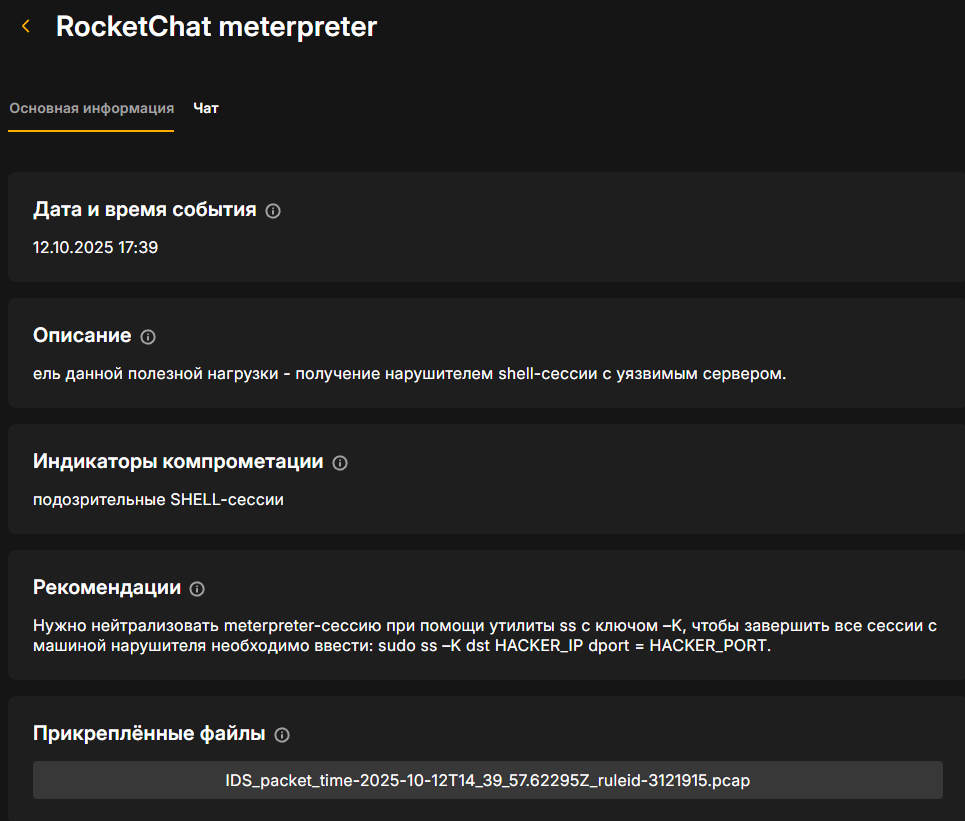 RocketChat meterpreter
Основная информация
Чат
Дата и время события
12.10.2025 17:39
Описание
ель данной полезной нагрузки - получение нарушителем shell-сессии с уязвимым сервером.
Индикаторы компрометации
подозрительные SHELL-сессии
Рекомендации
Нужно нейтрализовать meterpreter-сессию при помощи утилиты ss с ключом –K, чтобы завершить все сессии с
машиной нарушителя необходимо ввести: sudo ss –K dst HACKER_IP dport = HACKER_PORT.
Прикреплённые файлы
IDS_packet_time-2025-10-12T14_39_57.62295Z_ruleid-3121915.pcap